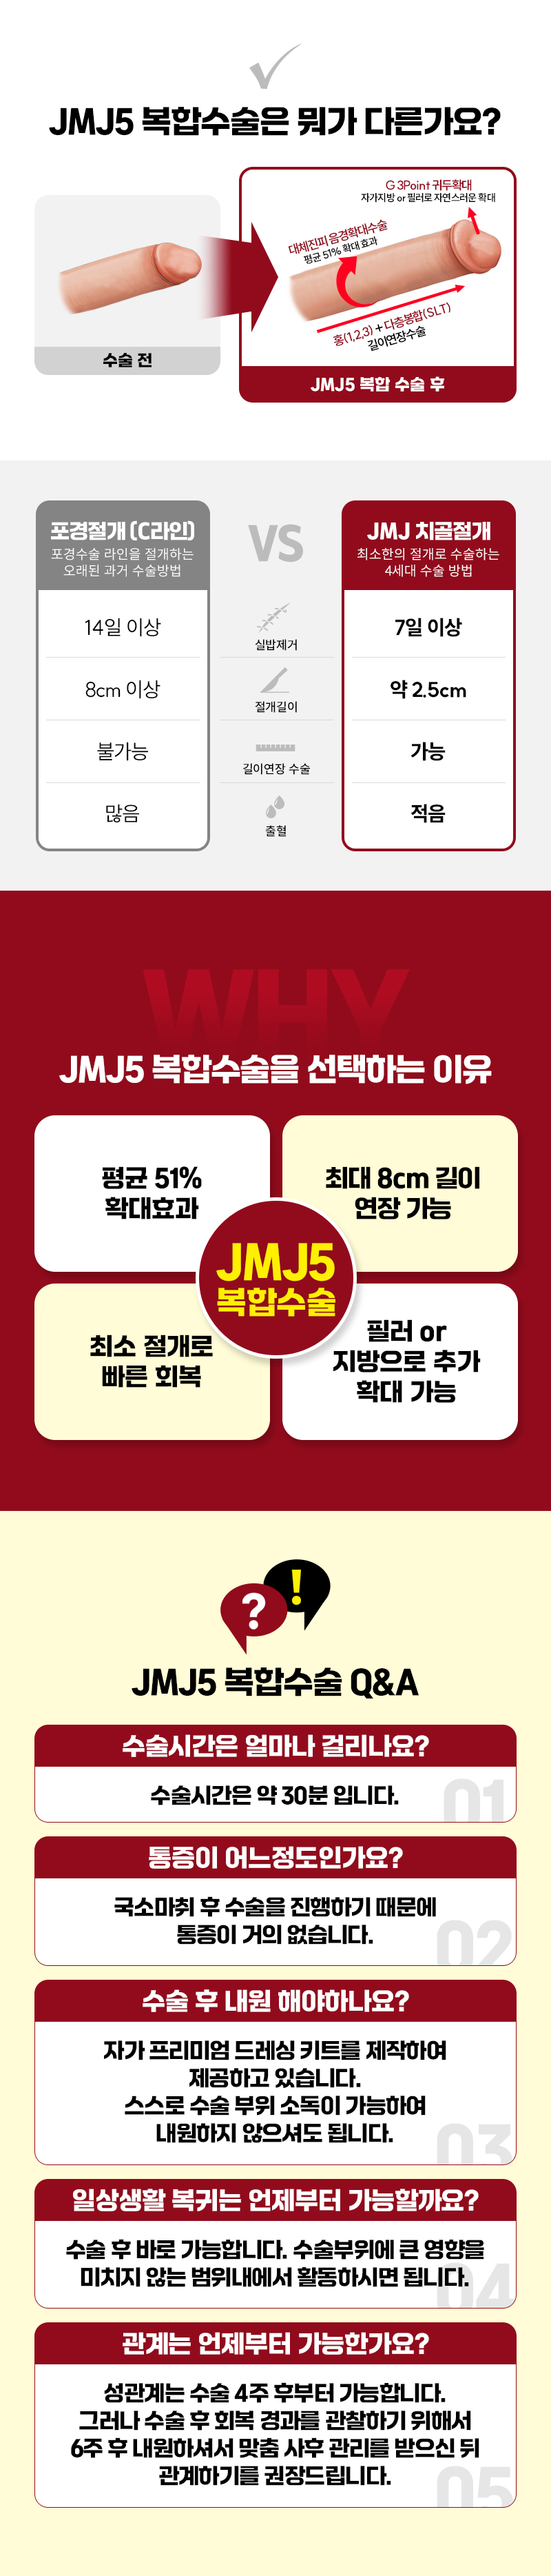 JMJ5 복합수술은 뭐가 다른가요?
수술 전
G 3Point 귀두확대
자가지방 or 필러로 자연스러운 확대
대체진피 음경확대수술
평균 51% 확대 효과
홍(1,2,3) + 다층봉합(SLT)
길이연장수술
JMJ5 복합 수술 후
포경절개 (C라인)
포경수술 라인을 절개하는
오래된 과거 수술방법
VS
JMJ 치골절개
최소한의 절개로 수술하는
4세대 수술 방법
14일 이상
실밥제거
7일 이상
8cm 이상
절개길이
약 2.5cm
불가능
길이연장 수술
가능
많음
출혈
적음
WHY
JMJ5 복합수술을 선택하는 이유
평균 51%
확대효과
최대 8cm 길이
연장 가능
JMJ5
복합수술
최소 절개로
빠른 회복
필러 or
지방으로 추가
확대 가능
?
!
JMJ5 복합수술 Q&A
수술시간은 얼마나 걸리나요?
수술시간은 약 30분 입니다.
01
통증이 어느정도인가요?
국소마취 후 수술을 진행하기 때문에
통증이 거의 없습니다.
02
수술 후 내원 해야하나요?
자가 프리미엄 드레싱 키트를 제작하여
제공하고 있습니다.
스스로 수술 부위 소독이 가능하여
내원하지 않으셔도 됩니다.
03
일상생활 복귀는 언제부터 가능할까요?
수술 후 바로 가능합니다. 수술부위에 큰 영향을
미치지 않는 범위내에서 활동하시면 됩니다.
04
관계는 언제부터 가능한가요?
성관계는 수술 4주 후부터 가능합니다.
그러나 수술 후 회복 경과를 관찰하기 위해서
6주 후 내원하셔서 맞춤 사후 관리를 받으신 뒤
관계하기를 권장드립니다.
05